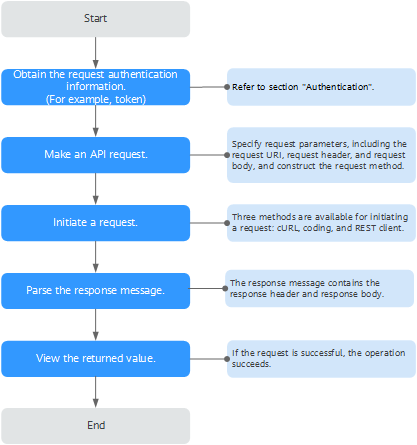 Start
Obtain the request authentication
information.
(For example, token)
Refer to section "Authentication".
Make an API request.
Specify request parameters, including the
request URI, request header, and request
body, and construct the request method.
Initiate a request.
Three methods are available for initiating
a request: cURL, coding, and REST client.
Parse the response message.
The response message contains the
response header and response body.
View the returned value.
If the request is successful, the operation
succeeds.
End